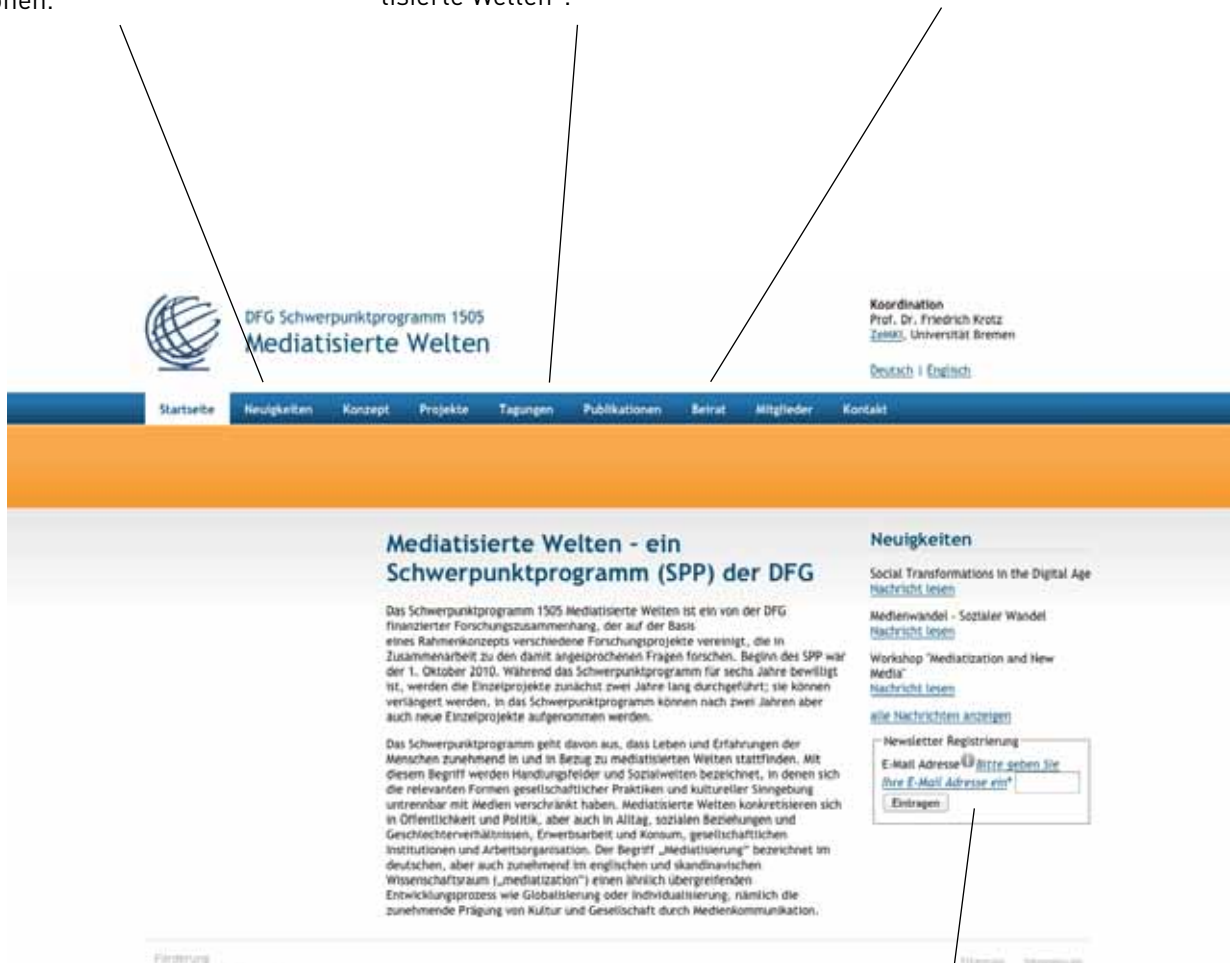 tisierte Welten“.
DFG Schwerpunktprogramm 1505
Mediatisierte Welten
Koordination
Prof. Dr. Friedrich Krotz
ZeMKI, Universität Bremen
Deutsch | Englisch
Startseite Neuigkeiten Konzept Projekte Tagungen Publikationen Beirat Mitglieder Kontakt
Mediatisierte Welten - ein
Schwerpunktprogramm (SPP) der DFG
Das Schwerpunktprogramm 1505 Mediatisierte Welten ist ein von der DFG
finanzierter Forschungszusammenhang, der auf der Basis
eines Rahmenkonzepts verschiedene Forschungsprojekte vereinigt, die in
Zusammenarbeit zu den damit angesprochenen Fragen forschen. Beginn des SPP war
der 1. Oktober 2010. Während das Schwerpunktprogramm für sechs Jahre bewilligt
ist, werden die Einzelprojekte zunächst zwei Jahre lang durchgeführt; sie können
verlängert werden, in das Schwerpunktprogramm können nach zwei Jahren aber
auch neue Einzelprojekte aufgenommen werden.
Das Schwerpunktprogramm geht davon aus, dass Leben und Erfahrungen der
Menschen zunehmend in und in Bezug zu mediatisierten Welten stattfinden. Mit
diesem Begriff werden Handlungsfelder und Sozialwelten bezeichnet, in denen sich
die relevanten Formen gesellschaftlicher Praktiken und kultureller Sinngebung
untrennbar mit Medien verschränkt haben. Mediatisierte Welten konkretisieren sich
in Öffentlichkeit und Politik, aber auch in Alltag, sozialen Beziehungen und
Geschlechterverhältnissen, Erwerbsarbeit und Konsum, gesellschaftlichen
Institutionen und Arbeitsorganisation. Der Begriff „Mediatisierung“ bezeichnet im
deutschen, aber auch zunehmend im englischen und skandinavischen
Wissenschaftsraum („mediatization“) einen ähnlich übergreifenden
Entwicklungsprozess wie Globalisierung oder Individualisierung, nämlich die
zunehmende Prägung von Kultur und Gesellschaft durch Medienkommunikation.
Neuigkeiten
Social Transformations in the Digital Age
Nachricht lesen
Medienwandel - Sozialer Wandel
Nachricht lesen
Workshop "Mediatization and New
Media"
Nachricht lesen
alle Nachrichten anzeigen
Newsletter Registrierung
E-Mail Adresse Bitte geben Sie
Ihre E-Mail Adresse ein*
Eintragen
Förderung